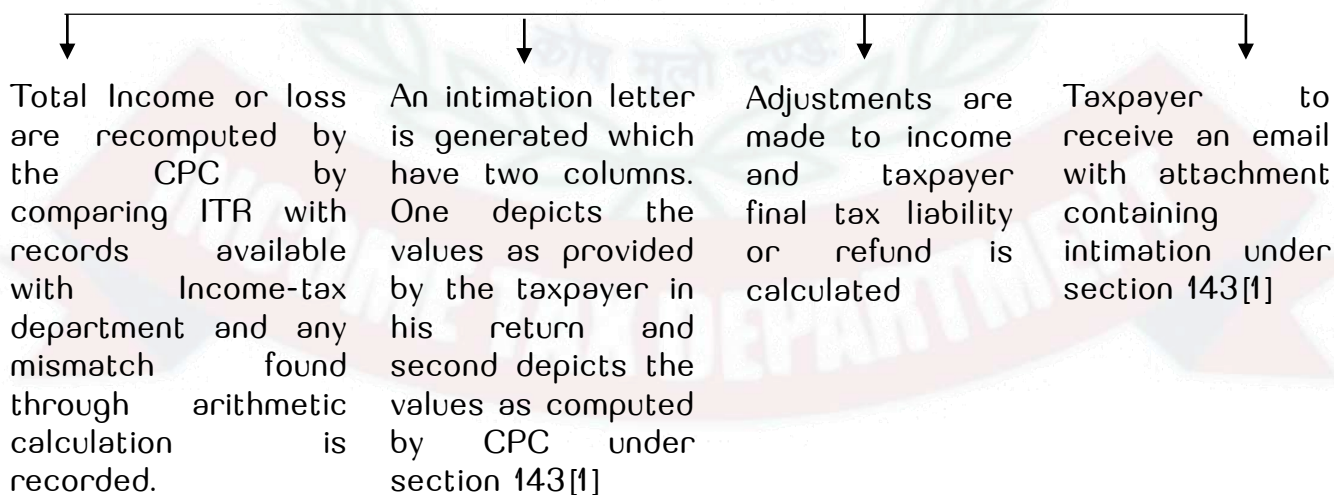 कोष मूलो दण्डः
INCOME TAX DEPARTMENT
Total Income or loss
are recomputed by
the CPC by
comparing ITR with
records available
with Income-tax
department and any
mismatch found
through arithmetic
calculation is
recorded.
An intimation letter
is generated which
have two columns.
One depicts the
values as provided
by the taxpayer in
his return and
second depicts the
values as computed
by CPC under
section 143[1]
Adjustments are
made to income
and taxpayer
final tax liability
or refund is
calculated
Taxpayer to
receive an email
with attachment
containing
intimation under
section 143[1]